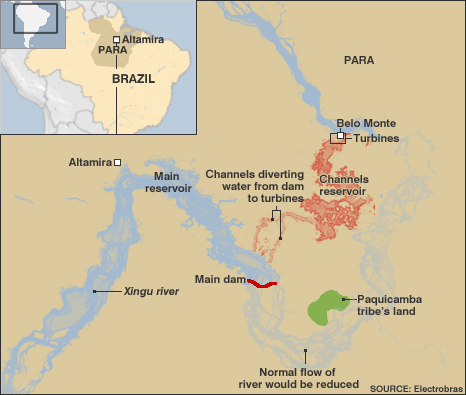 Altamira
PARA
BRAZIL
PARA
Belo Monte
Turbines
Altamira
Main
reservoir
Channels diverting
water from dam
to turbines
Channels
reservoir
Xingu river
Main dam
Paquicamba
tribe's land
Normal flow of
river would be reduced
SOURCE: Electrobras